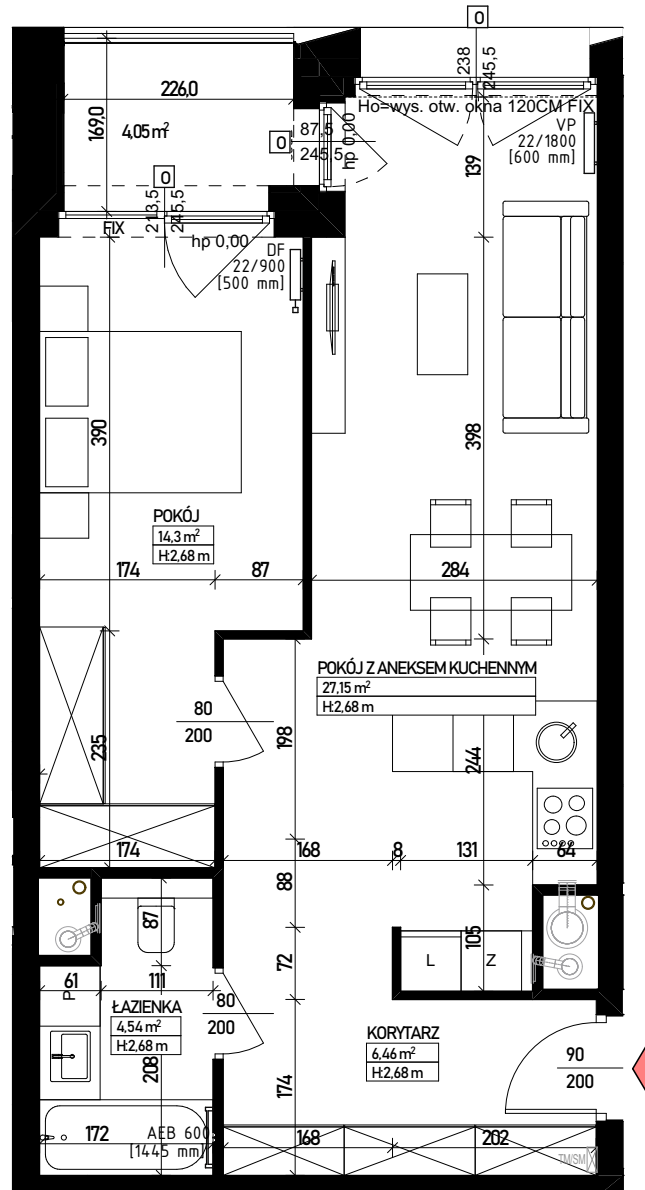 0
238
245,5
226,0
169,0
4,05 m²
Ho=wys. otw. okna 120CM FIX
0
87,5
245,5
hp 0,00
VP
22/1800
[600 mm]
139
0
213,5
245,5
FIX
hp 0,00
DF
22/900
[500 mm]
390
398
POKÓJ
14,3 m²
H:2,68 m
174
87
284
POKÓJ Z ANEKSEM KUCHENNYM
27,15 m²
H:2,68 m
80
200
198
235
244
174
168
8
131
64
88
87
105
72
L
Z
61
111
P
ŁAZIENKA
4,54 m²
H:2,68 m
80
200
208
KORYTARZ
6,46 m²
H:2,68 m
90
200
174
172
AEB 600
[1445 mm]
168
202
TM/SM